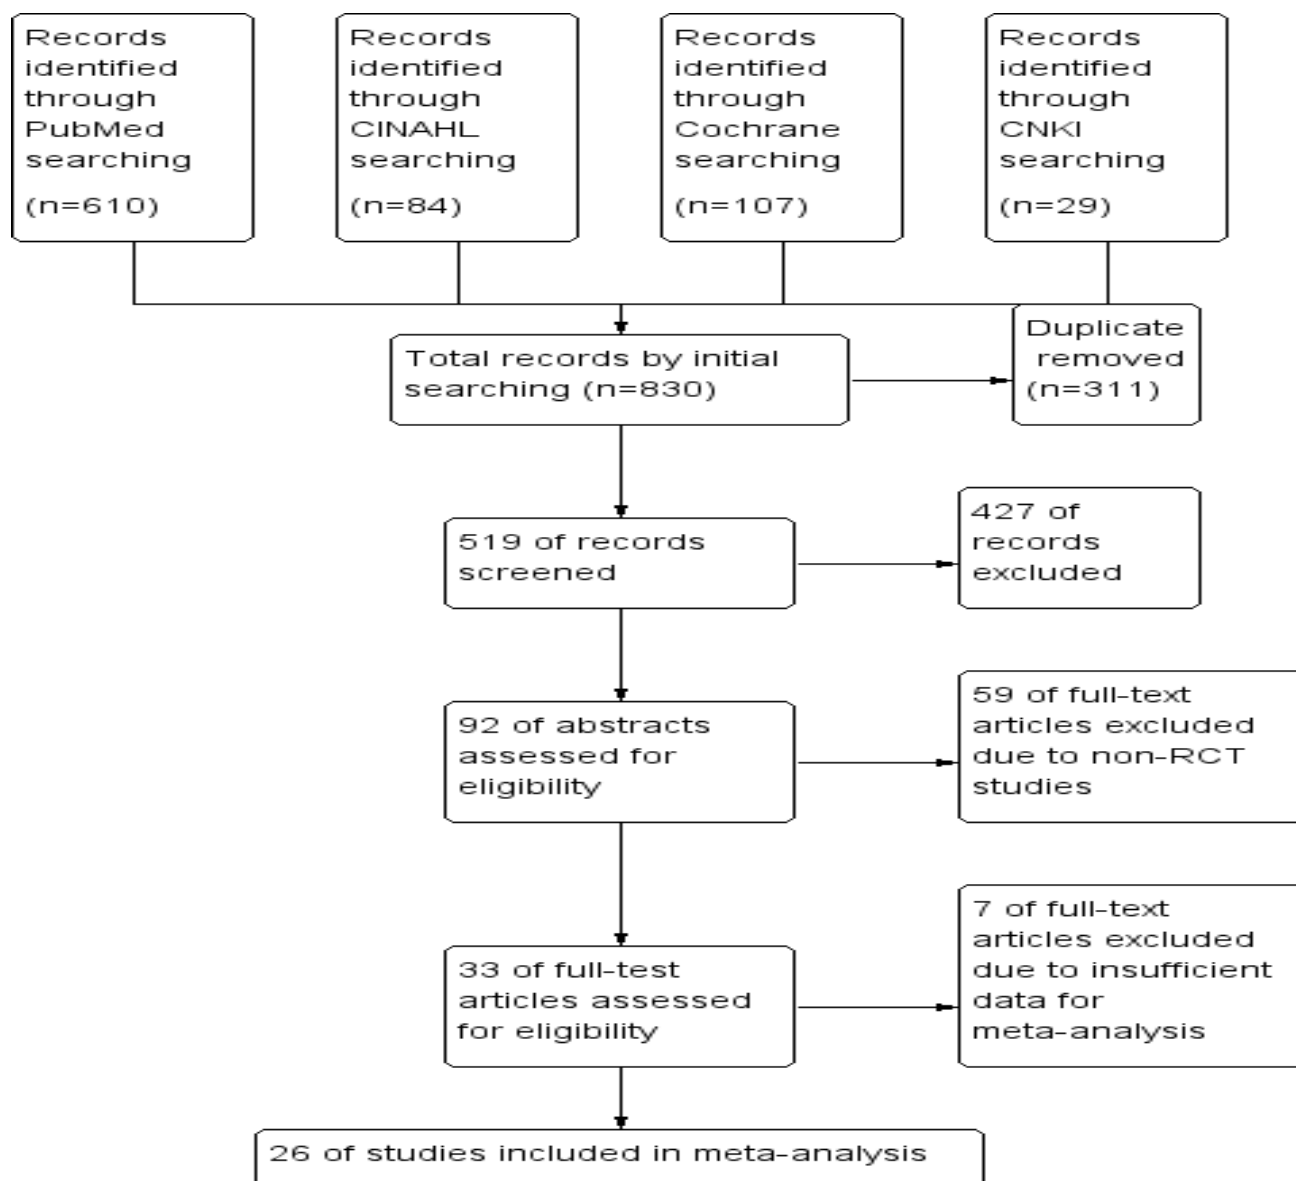 Records
identified
through
PubMed
searching
(n=610)
Records
identified
through
CINAHL
searching
(n=84)
Records
identified
through
Cochrane
searching
(n=107)
Records
identified
through
CNKI
searching
(n=29)
Total records by initial
searching (n=830)
Duplicate
removed
(n=311)
519 of records
screened
427 of
records
excluded
92 of abstracts
assessed for
eligibility
59 of full-text
articles excluded
due to non-RCT
studies
33 of full-test
articles assessed
for eligibility
7 of full-text
articles excluded
due to insufficient
data for
meta-analysis
26 of studies included in meta-analysis